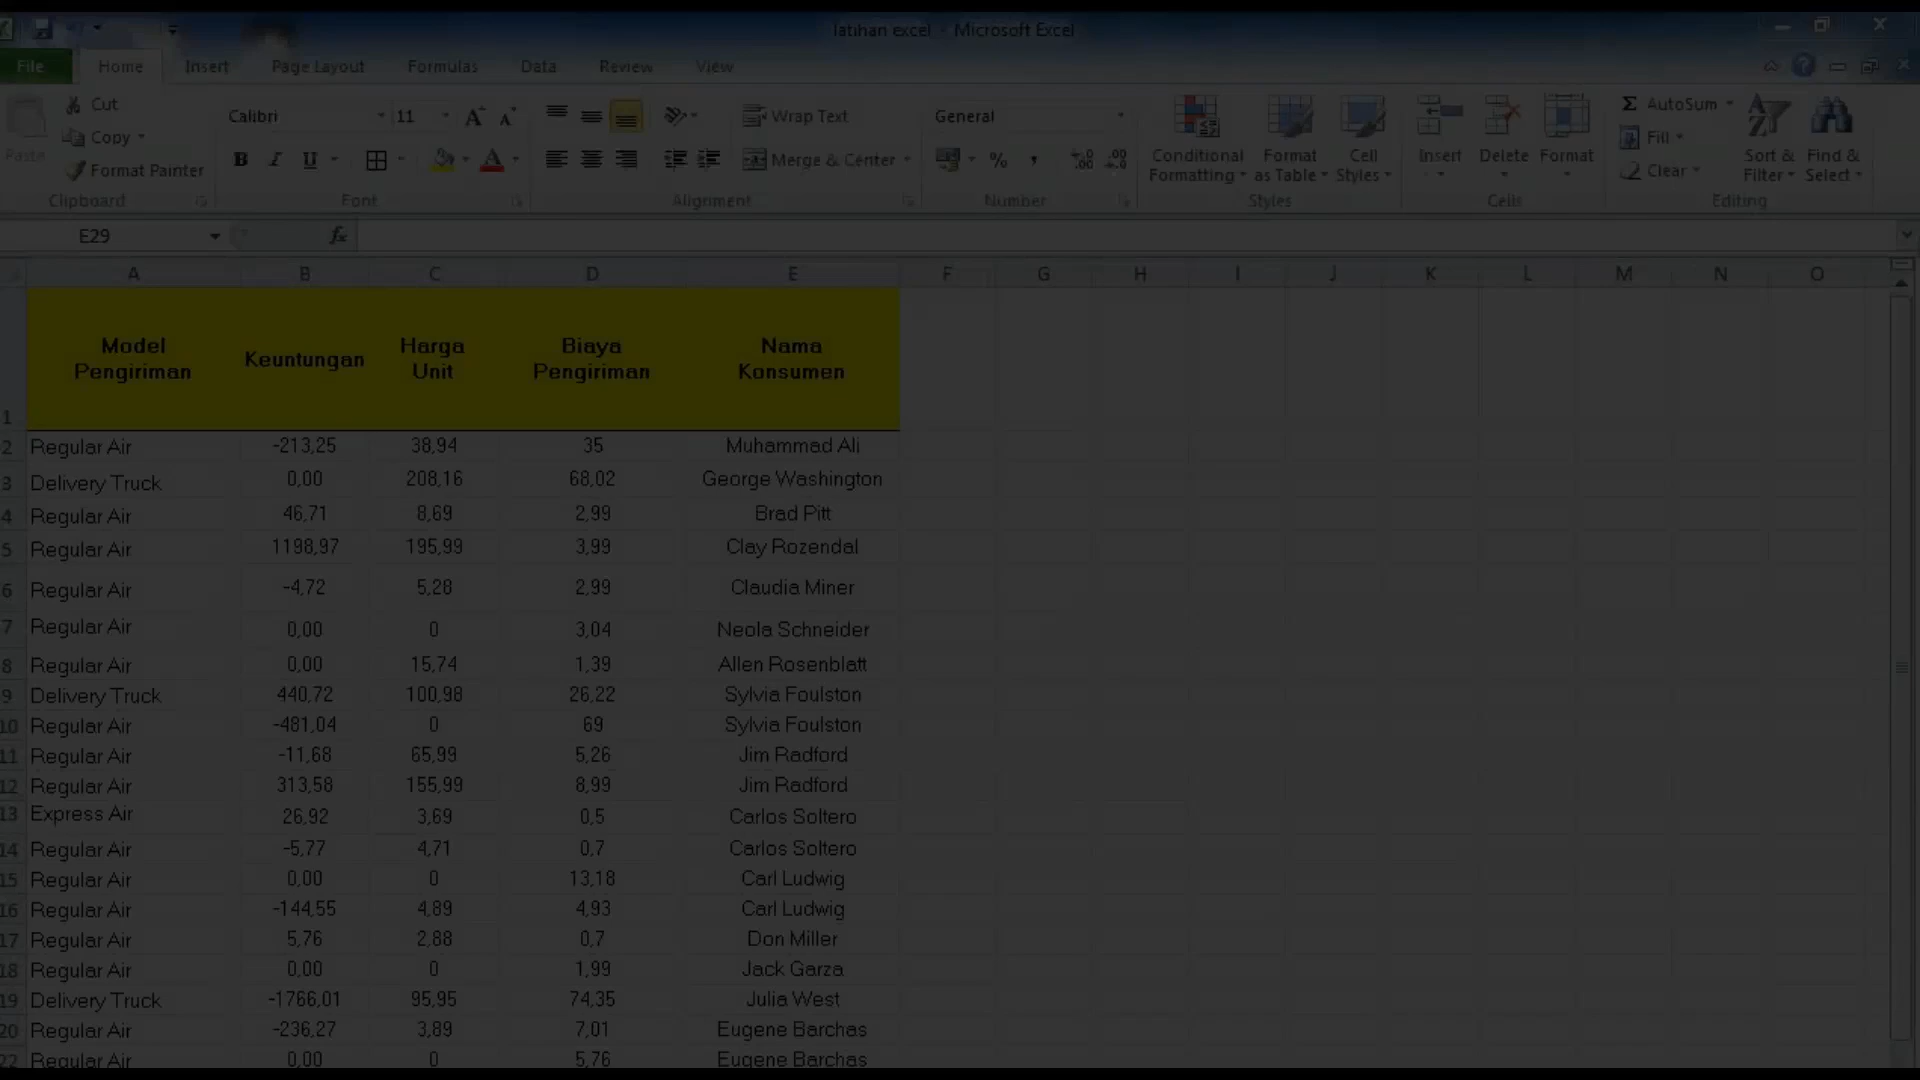 latihan excel - Microsoft Excel
File Home Insert Page Layout Formulas Data Review View
Paste Cut Copy Format Painter
Clipboard
Calibri 11
B I U
Font
Wrap Text
Merge & Center
Alignment
General
% ,
Number
Conditional Formatting Format as Table Cell Styles
Styles
Insert Delete Format
Cells
Σ AutoSum Fill Clear
Sort & Filter Find & Select
Editing
E29 fx
A B C D E F G H I J K L M N O
1 Model Pengiriman Keuntungan Harga Unit Biaya Pengiriman Nama Konsumen
2 Regular Air -213,25 38,94 35 Muhammad Ali
3 Delivery Truck 0,00 208,16 68,02 George Washington
4 Regular Air 46,71 8,69 2,99 Brad Pitt
5 Regular Air 1198,97 195,99 3,99 Clay Rozendal
6 Regular Air -4,72 5,28 2,99 Claudia Miner
7 Regular Air 0,00 0 3,04 Neola Schneider
8 Regular Air 0,00 15,74 1,39 Allen Rosenblatt
9 Delivery Truck 440,72 100,98 26,22 Sylvia Foulston
10 Regular Air -481,04 0 69 Sylvia Foulston
11 Regular Air -11,68 65,99 5,26 Jim Radford
12 Regular Air 313,58 155,99 8,99 Jim Radford
13 Express Air 26,92 3,69 0,5 Carlos Soltero
14 Regular Air -5,77 4,71 0,7 Carlos Soltero
15 Regular Air 0,00 0 13,18 Carl Ludwig
16 Regular Air -144,55 4,89 4,93 Carl Ludwig
17 Regular Air 5,76 2,88 0,7 Don Miller
18 Regular Air 0,00 0 1,99 Jack Garza
19 Delivery Truck -1766,01 95,95 74,35 Julia West
20 Regular Air -236,27 3,89 7,01 Eugene Barchas
22 Regular Air 0,00 0 5,76 Eugene Barchas